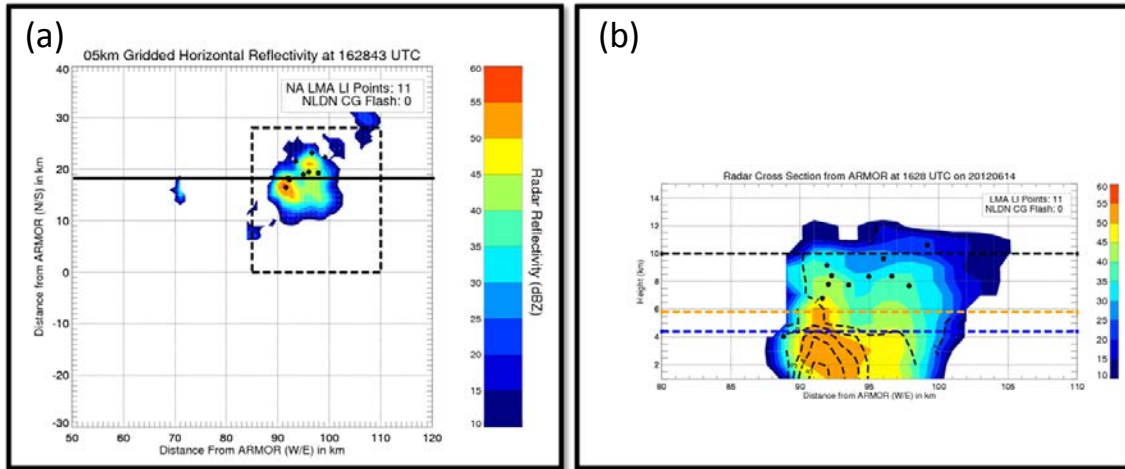 (a)
05km Gridded Horizontal Reflectivity at 162843 UTC
NA LMA LI Points: 11
NLDN CG Flash: 0
40
30
20
10
0
-10
-20
-30
50 60 70 80 90 100 110 120
Distance from ARMOR (N/S) in km
Distance From ARMOR (W/E) in km
60
55
50
45
40
35
30
25
20
15
10
Radar Reflectivity (dBZ)
(b)
Radar Cross Section from ARMOR at 1628 UTC on 20120614
LMA LI Points: 11
NLDN CG Flash: 0
14
12
10
8
6
4
2
80 90 95 100 105 110
Height (km)
Distance from ARMOR (W/E) in km
60
55
50
45
40
35
30
25
20
15
10